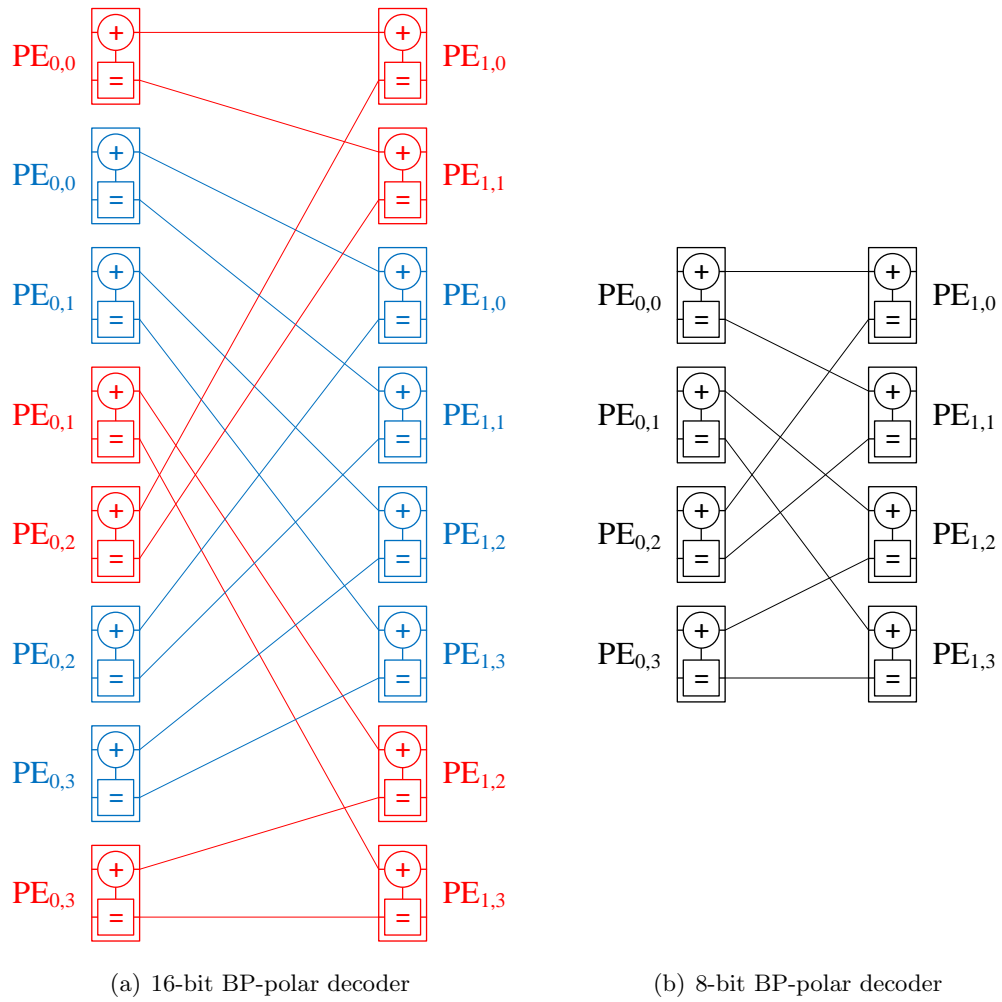 + +
PE0,0 PE1,0
= =
+ +
PE0,0 PE1,1
= =
+ + + +
PE0,1 PE1,0 PE0,0 PE1,0
= = = =
+ + + +
PE0,1 PE1,1 PE0,1 PE1,1
= = = =
+ + + +
PE0,2 PE1,2 PE0,2 PE1,2
= = = =
+ + + +
PE0,2 PE1,3 PE0,3 PE1,3
= = = =
+ +
PE0,3 PE1,2
= =
+ +
PE0,3 PE1,3
= =
(a) 16-bit BP-polar decoder (b) 8-bit BP-polar decoder